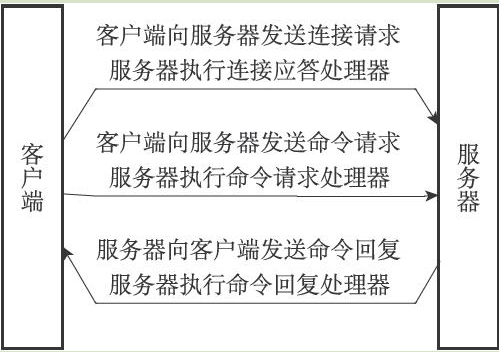 客户端向服务器发送连接请求
服务器执行连接应答处理器
客户端向服务器发送命令请求
服务器执行命令请求处理器
客户端
服务器
服务器向客户端发送命令回复
服务器执行命令回复处理器